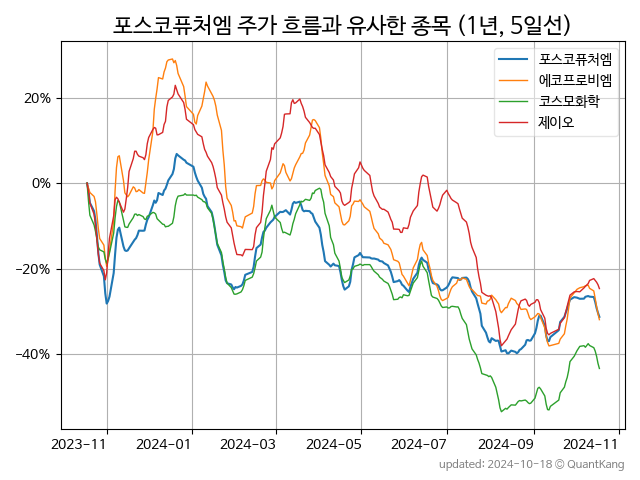 포스코퓨처엠 주가 흐름과 유사한 종목 (1년, 5일선)
포스코퓨처엠
에코프로비엠
코스모화학
제이오
20%
0%
−20%
−40%
2023-11 2024-01 2024-03 2024-05 2024-07 2024-09 2024-11
updated: 2024-10-18 © QuantKang